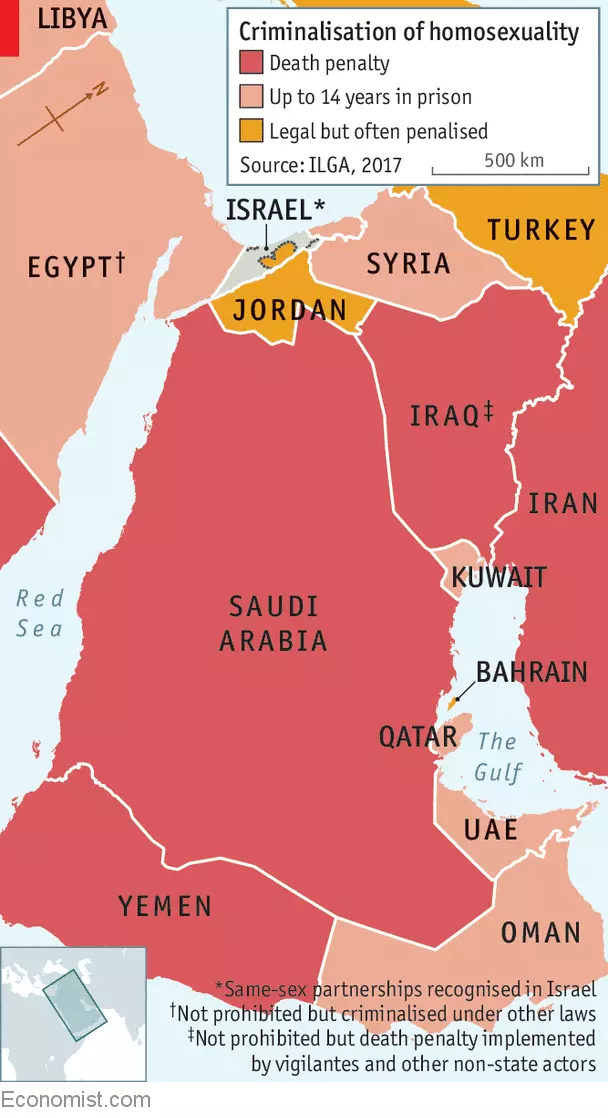 LIBYA
Criminalisation of homosexuality
Death penalty
Up to 14 years in prison
Legal but often penalised
Source: ILGA, 2017
500 km
N
ISRAEL*
TURKEY
EGYPT†
SYRIA
JORDAN
IRAQ‡
IRAN
KUWAIT
Red
Sea
SAUDI
ARABIA
BAHRAIN
QATAR
The
Gulf
UAE
YEMEN
OMAN
*Same-sex partnerships recognised in Israel
†Not prohibited but criminalised under other laws
‡Not prohibited but death penalty implemented
by vigilantes and other non-state actors
Economist.com